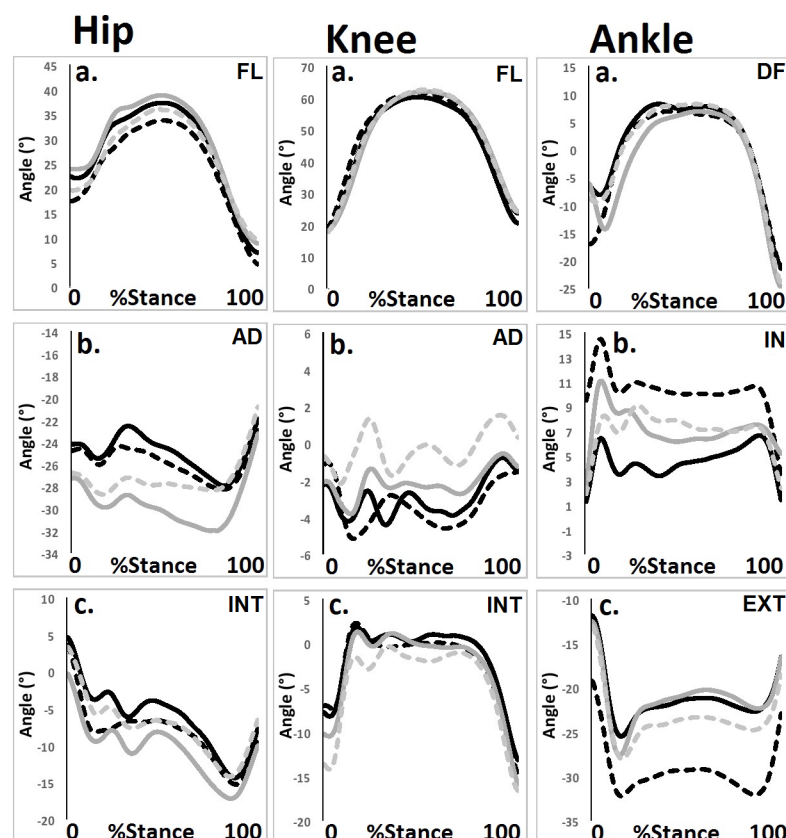 Hip
Knee
Ankle
a.
FL
45
40
35
30
25
20
15
10
5
0
Angle (°)
0 %Stance 100
a.
FL
70
60
50
40
30
20
10
0
Angle (°)
0 %Stance 100
a.
DF
15
10
5
0
-5
-10
-15
-20
-25
Angle (°)
0 %Stance 100
b.
AD
-14
-16
-18
-20
-22
-24
-26
-28
-30
-32
-34
Angle (°)
0 %Stance 100
b.
AD
6
4
2
0
-2
-4
-6
Angle (°)
0 %Stance 100
b.
IN
15
13
11
9
7
5
3
1
-1
-3
Angle (°)
0 %Stance 100
c.
INT
10
5
0
-5
-10
-15
-20
Angle (°)
0 %Stance 100
c.
INT
5
0
-5
-10
-15
-20
Angle (°)
0 %Stance 100
c.
EXT
-10
-15
-20
-25
-30
-35
Angle (°)
0 %Stance 100